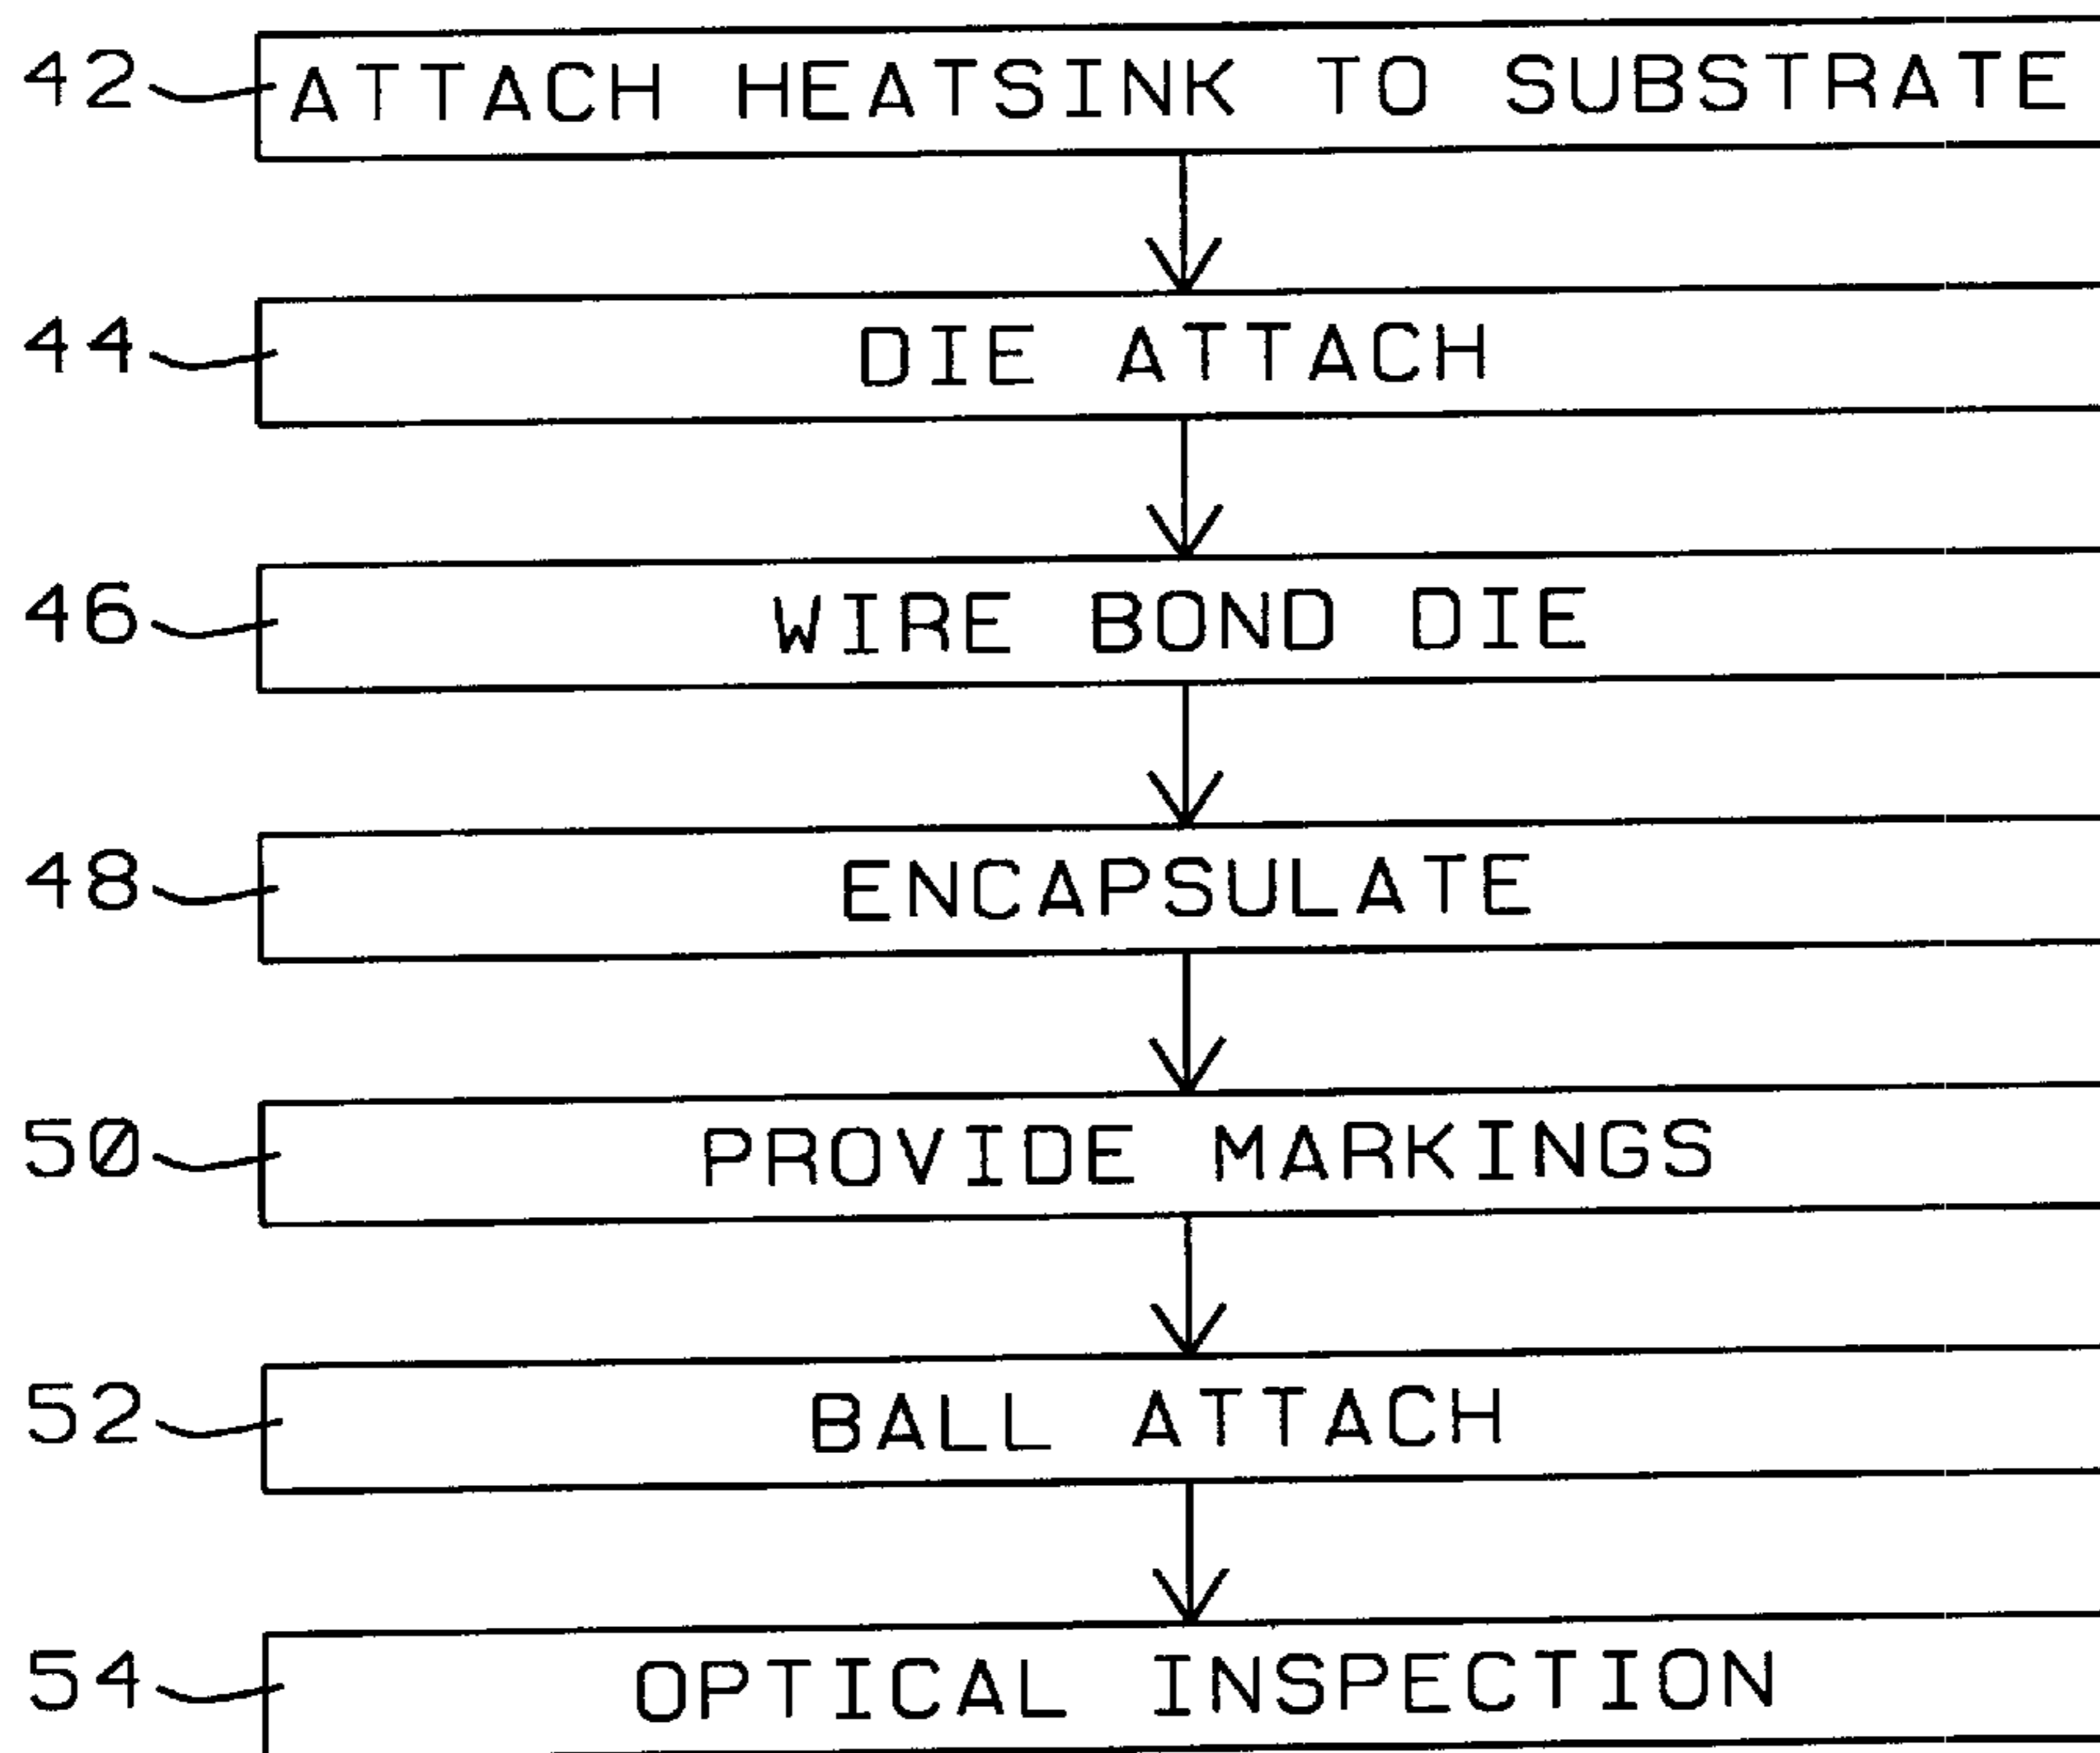 42 ATTACH HEATSINK TO SUBSTRATE
44 DIE ATTACH
46 WIRE BOND DIE
48 ENCAPSULATE
50 PROVIDE MARKINGS
52 BALL ATTACH
54 OPTICAL INSPECTION